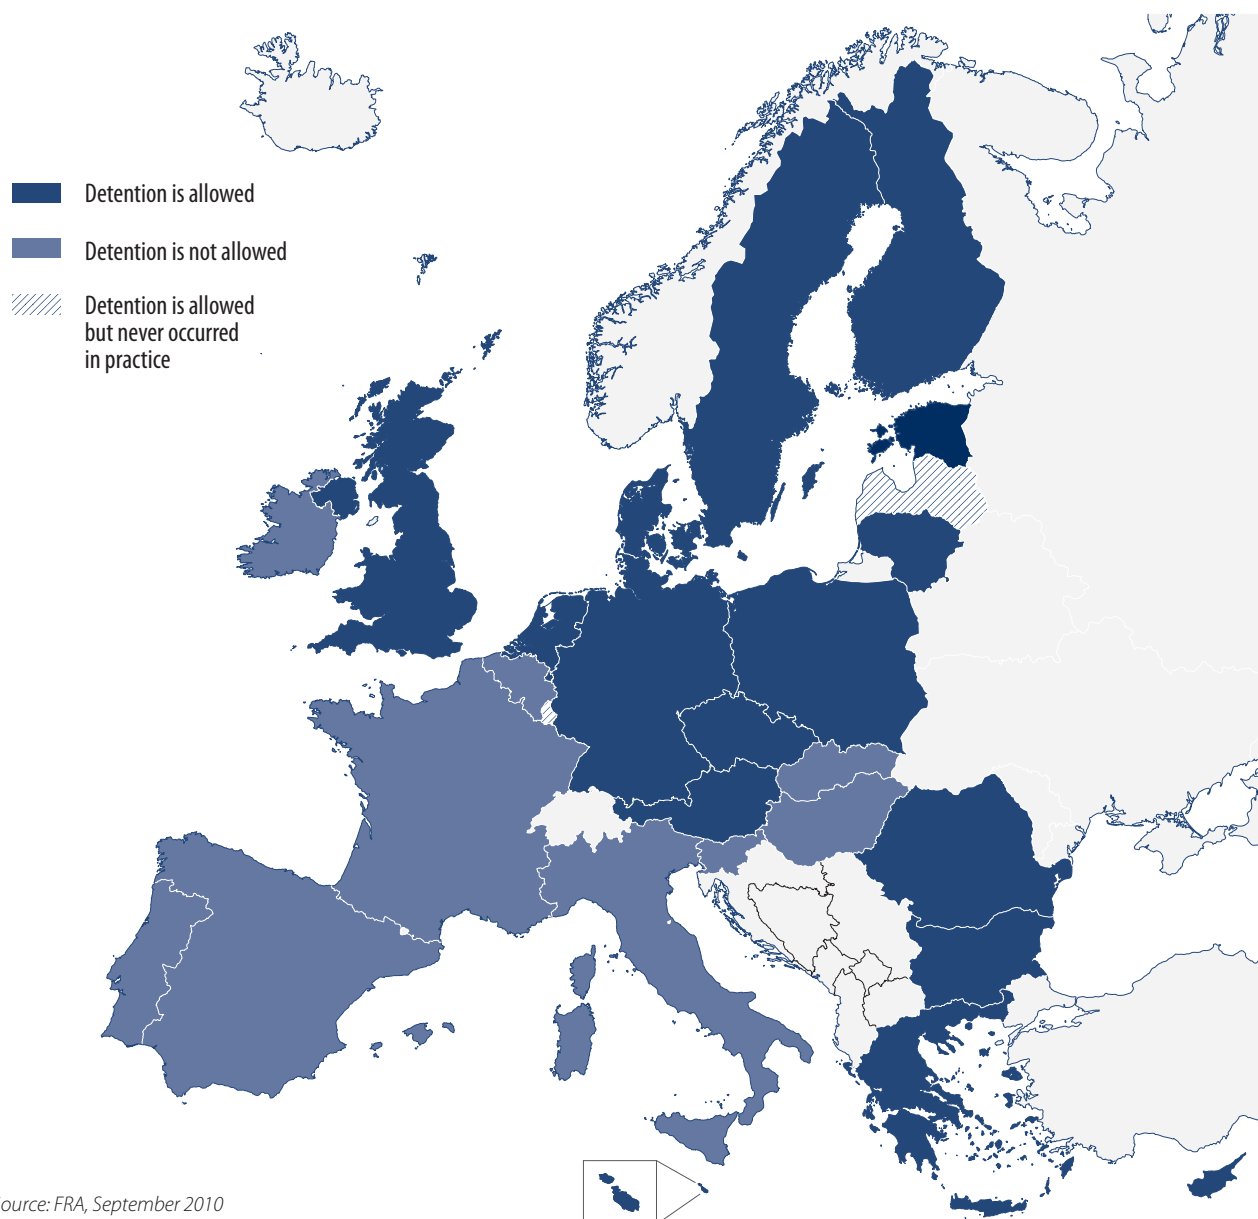 Detention is allowed
Detention is not allowed
Detention is allowed
but never occurred
in practice
ource: FRA, September 2010